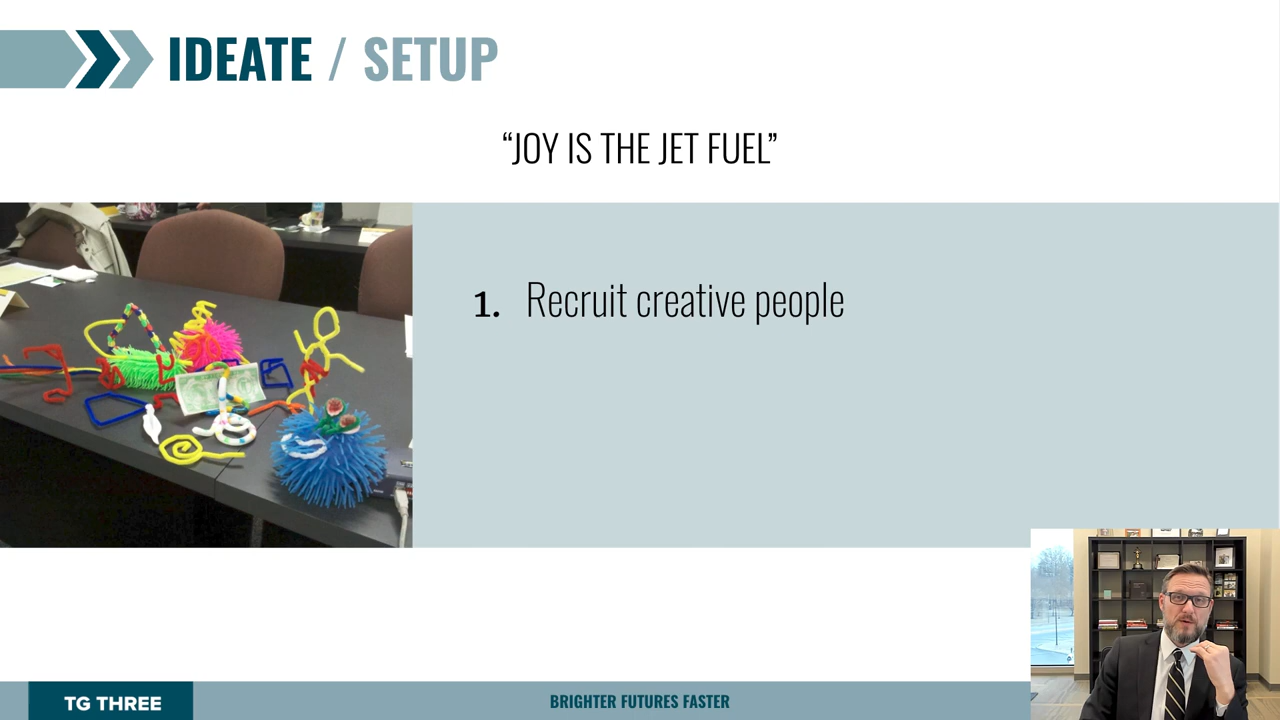 IDEATE / SETUP
“JOY IS THE JET FUEL”
1. Recruit creative people
TG THREE
BRIGHTER FUTURES FASTER